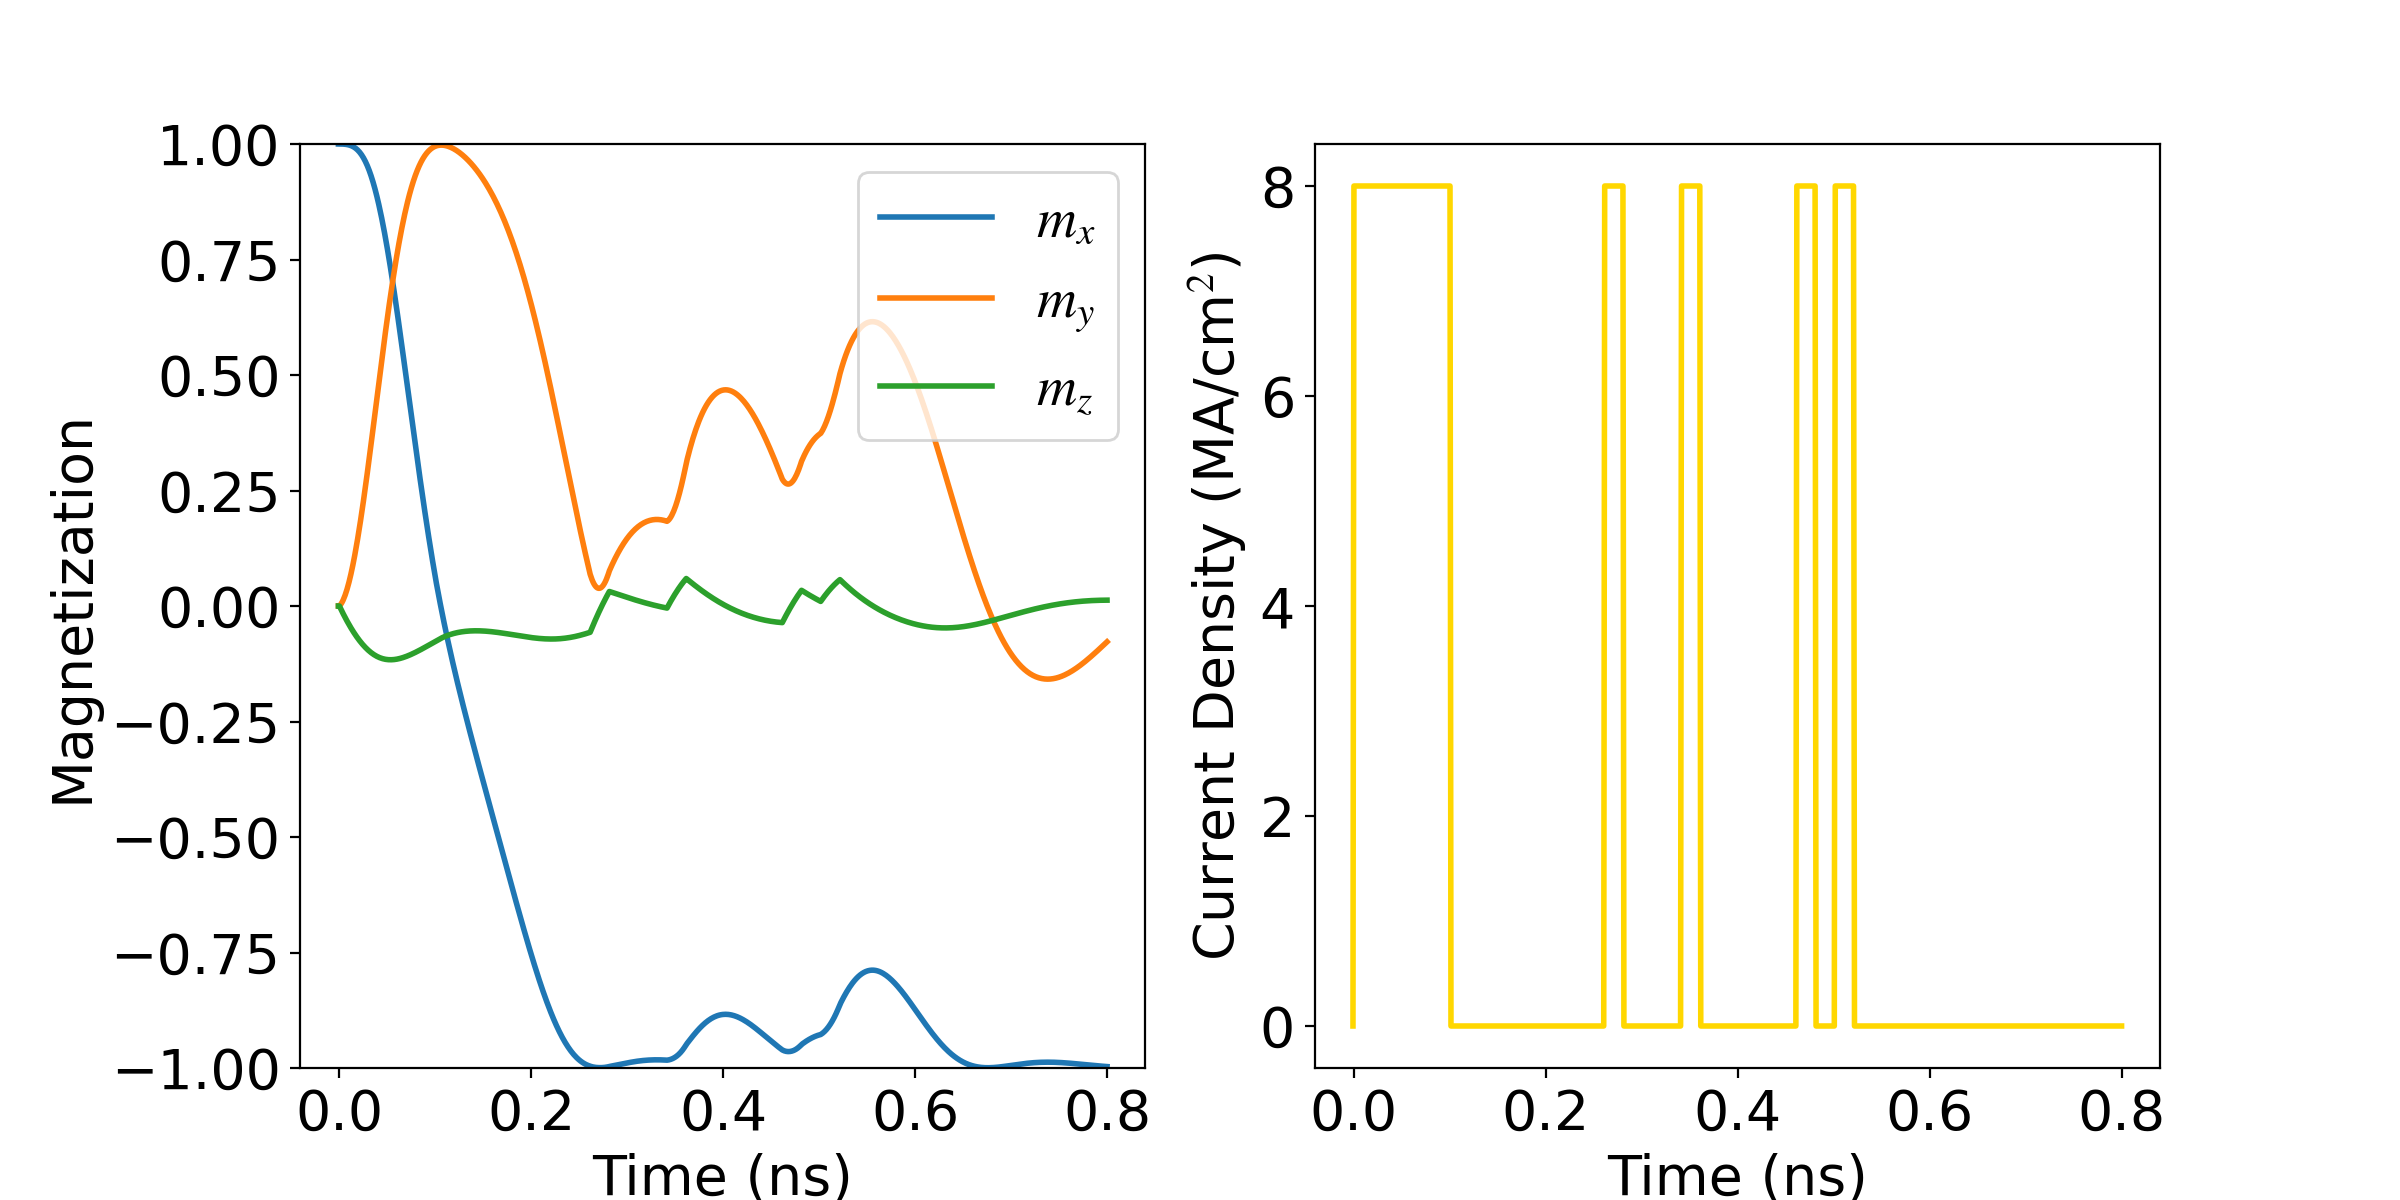 Magnetization
1.00
0.75
0.50
0.25
0.00
−0.25
−0.50
−0.75
−1.00
0.0 0.2 0.4 0.6 0.8
Time (ns)
m_x
m_y
m_z
Current Density (MA/cm²)
8
6
4
2
0
0.0 0.2 0.4 0.6 0.8
Time (ns)